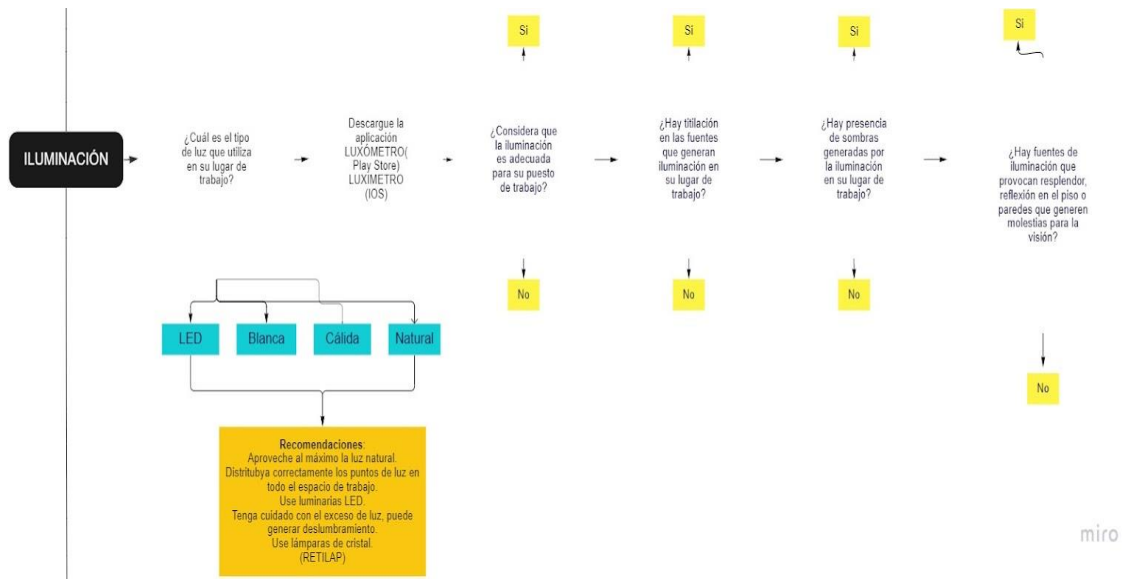 Si
Si
Si
Si
ILUMINACIÓN
¿Cuál es el tipo
de luz que utiliza
en su lugar de
trabajo?
Descargue la
aplicación
LUXÓMETRO(
Play Store)
LUXIMETRO
(IOS)
¿Considera que
la iluminación
es adecuada
para su puesto
de trabajo?
¿Hay titilación
en las fuentes
que generan
iluminación en
su lugar de
trabajo?
¿Hay presencia
de sombras
generadas por
la iluminación
en su lugar de
trabajo?
¿Hay fuentes de
iluminación que
provocan resplendor,
reflexión en el piso o
paredes que generen
molestias para la
visión?
No
No
No
No
LED
Blanca
Cálida
Natural
Recomendaciones:
Aproveche al máximo la luz natural.
Distritubya correctamente los puntos de luz en
todo el espacio de trabajo.
Use luminarias LED.
Tenga cuidado con el exceso de luz, puede
generar deslumbramiento.
Use lámparas de cristal.
(RETILAP)
miro